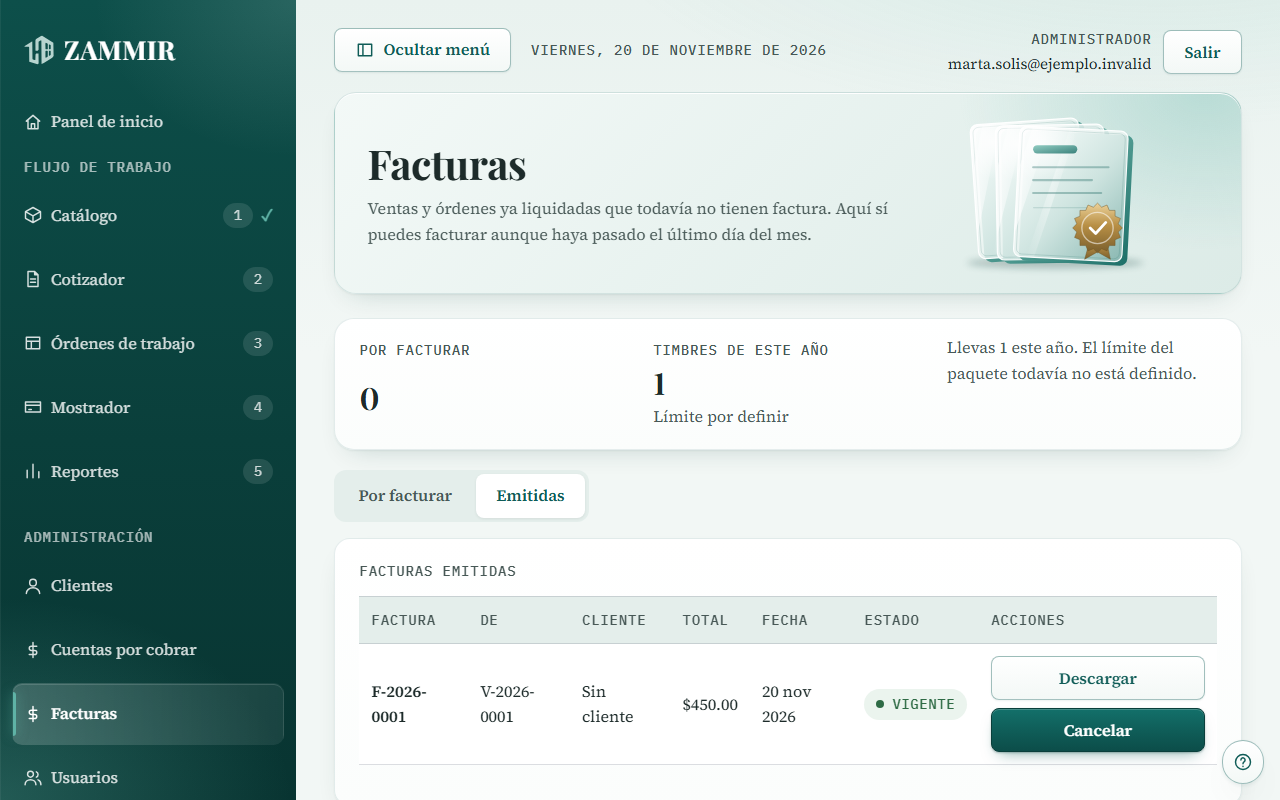 ZAMMIR
Panel de inicio
FLUJO DE TRABAJO
Catálogo 1
Cotizador 2
Órdenes de trabajo 3
Mostrador 4
Reportes 5
ADMINISTRACIÓN
Clientes
Cuentas por cobrar
Facturas
Usuarios
Ocultar menú
VIERNES, 20 DE NOVIEMBRE DE 2026
ADMINISTRADOR
marta.solis@ejemplo.invalid
Salir
Facturas
Ventas y órdenes ya liquidadas que todavía no tienen factura. Aquí sí
puedes facturar aunque haya pasado el último día del mes.
POR FACTURAR
0
TIMBRES DE ESTE AÑO
1
Límite por definir
Llevas 1 este año. El límite del
paquete todavía no está definido.
Por facturar
Emitidas
FACTURAS EMITIDAS
FACTURA DE CLIENTE TOTAL FECHA ESTADO ACCIONES
F-2026-
0001
V-2026-
0001
Sin
cliente
$450.00
20 nov
2026
VIGENTE
Descargar
Cancelar